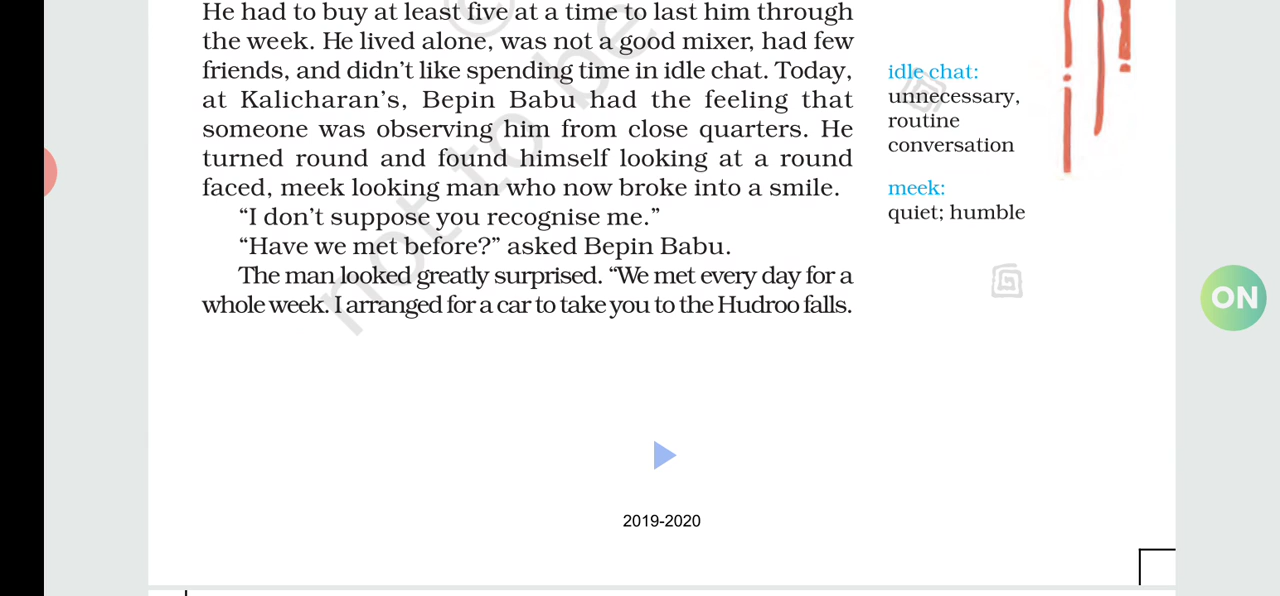 He had to buy at least five at a time to last him through
the week. He lived alone, was not a good mixer, had few
friends, and didn’t like spending time in idle chat. Today,
at Kalicharan’s, Bepin Babu had the feeling that
someone was observing him from close quarters. He
turned round and found himself looking at a round
faced, meek looking man who now broke into a smile.
“I don’t suppose you recognise me.”
“Have we met before?” asked Bepin Babu.
The man looked greatly surprised. “We met every day for a
whole week. I arranged for a car to take you to the Hudroo falls.
idle chat:
unnecessary,
routine
conversation
meek:
quiet; humble
ON
not to be
©
2019-2020